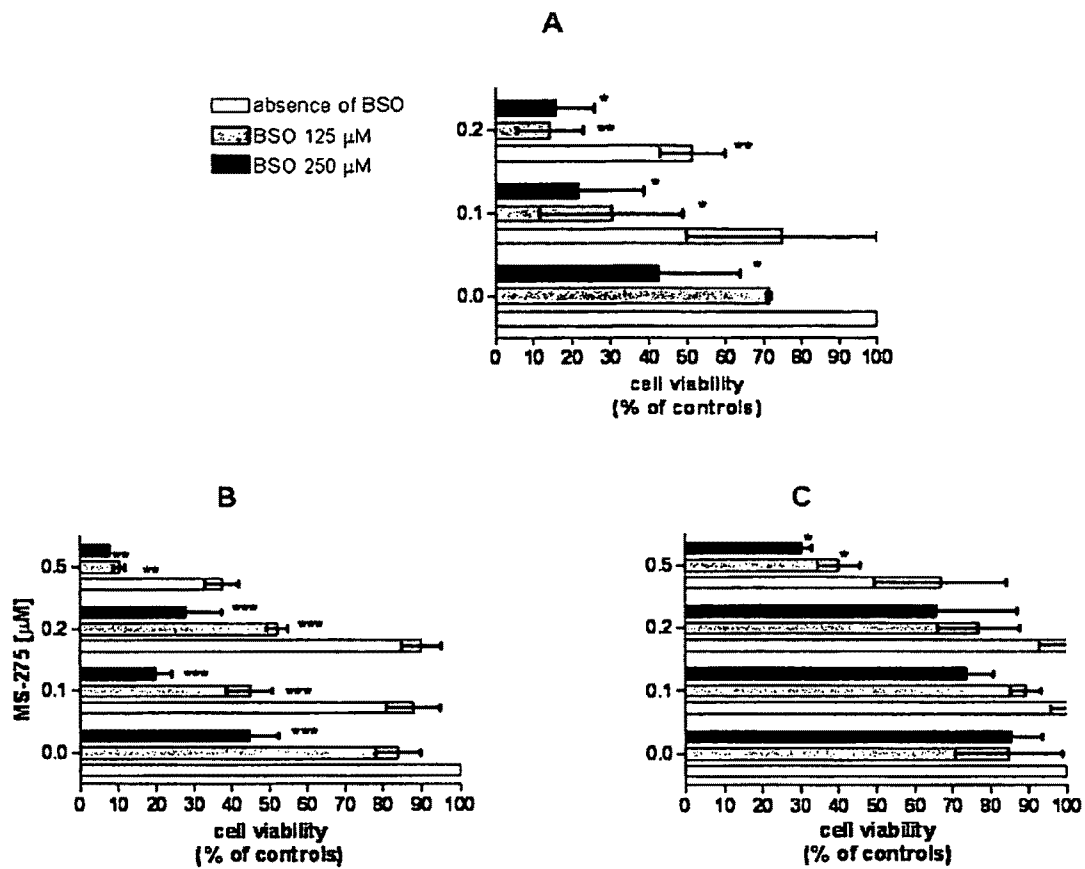 A
absence of BSO
BSO 125 µM
BSO 250 µM
*
0.2
**
**
*
0.1
*
*
0.0
0 10 20 30 40 50 60 70 80 90 100
cell viability
(% of controls)
B
MS-275 [µM]
**
0.5
**
***
0.2
***
***
0.1
***
***
0.0
0 10 20 30 40 50 60 70 80 90 100
cell viability
(% of controls)
C
*
0.5
*
0.2
0.1
0.0
0 10 20 30 40 50 60 70 80 90 100
cell viability
(% of controls)